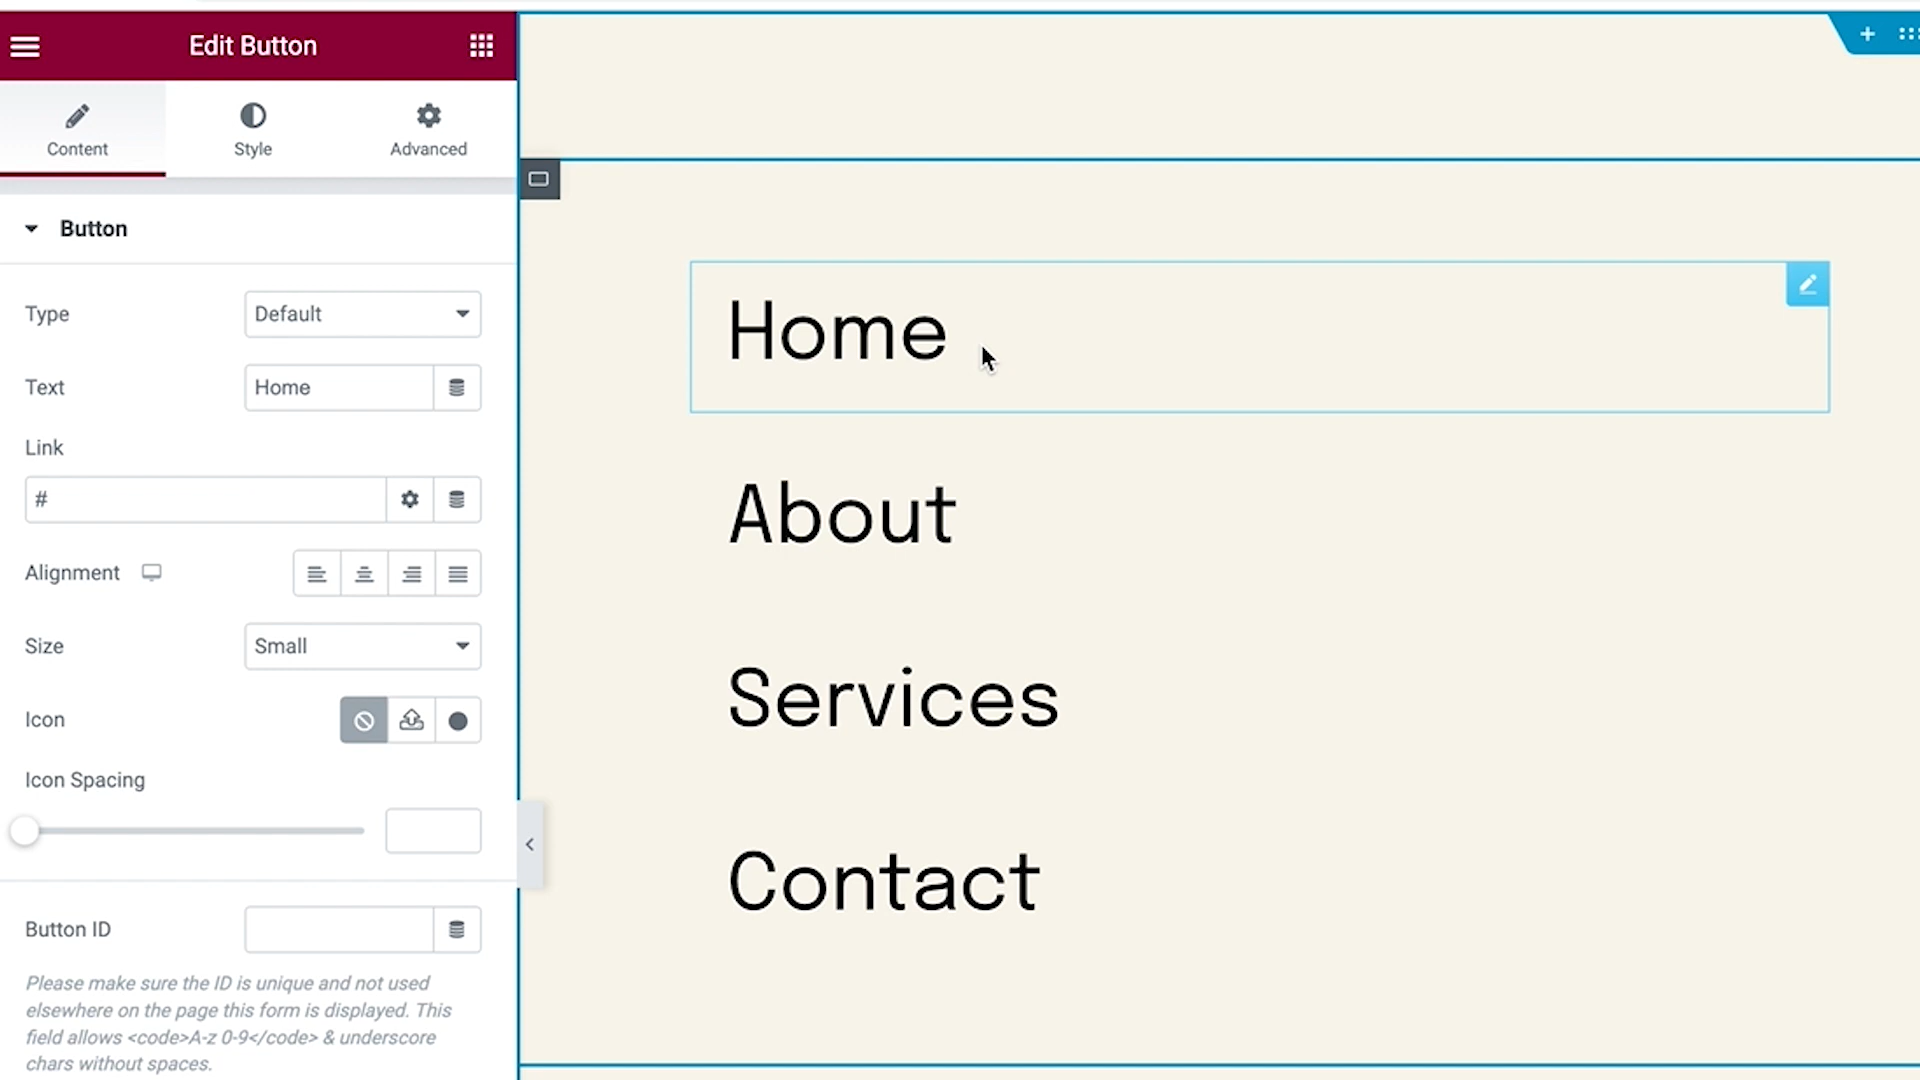 Edit Button
Content
Style
Advanced
Button
Type
Default
Text
Home
Link
#
Alignment
Size
Small
Icon
Icon Spacing
Button ID
Please make sure the ID is unique and not used
elsewhere on the page this form is displayed. This
field allows <code>A-z 0-9</code> & underscore
chars without spaces.
Home
About
Services
Contact